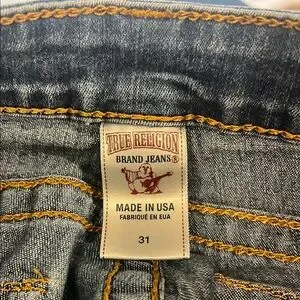 TRUE RELIGION
BRAND JEANS®
MADE IN USA
FABRIQUÉ EN EUA
31